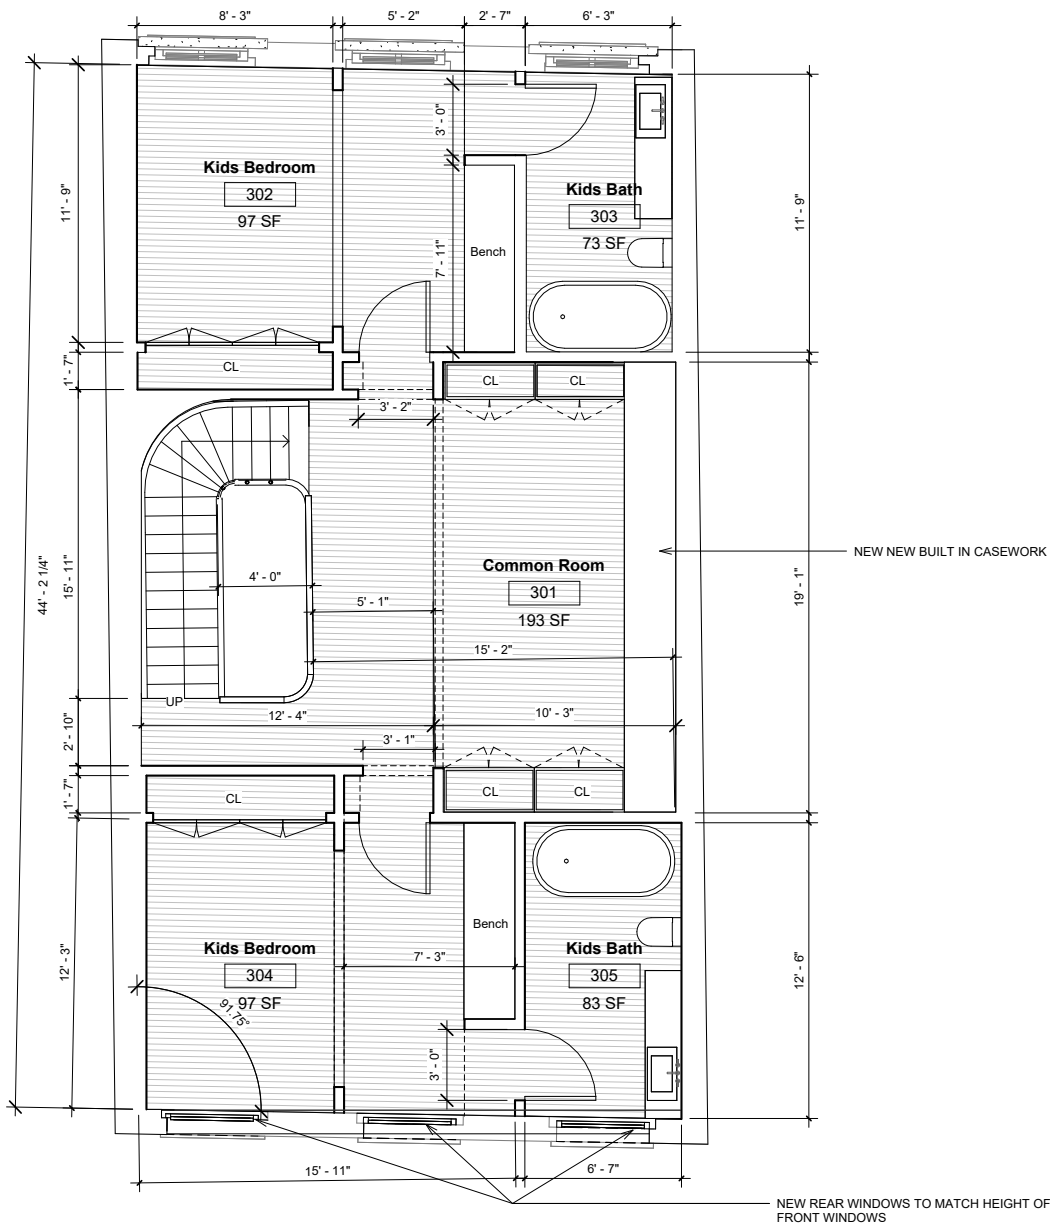 8' - 3"
5' - 2"
2' - 7"
6' - 3"
3' - 0"
Kids Bedroom
302
97 SF
Kids Bath
303
73 SF
11' - 9"
11' - 9"
Bench
7' - 11"
1' - 7"
CL
CL
CL
3' - 2"
44' - 2 1/4"
15' - 11"
4' - 0"
5' - 1"
Common Room
301
193 SF
NEW NEW BUILT IN CASEWORK
19' - 1"
15' - 2"
UP
12' - 4"
10' - 3"
2' - 10"
3' - 1"
1' - 7"
CL
CL
CL
Bench
Kids Bedroom
304
97 SF
91.75°
7' - 3"
Kids Bath
305
83 SF
12' - 3"
12' - 6"
3' - 0"
15' - 11"
6' - 7"
NEW REAR WINDOWS TO MATCH HEIGHT OF
FRONT WINDOWS